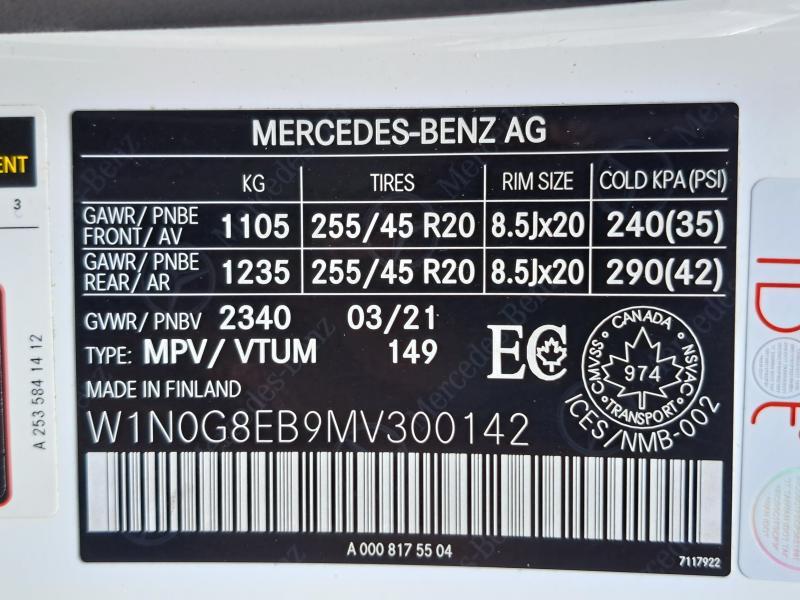 MERCEDES-BENZ AG
KG TIRES RIM SIZE COLD KPA(PSI)
GAWR/ PNBE FRONT/ AV 1105 255/45 R20 8.5Jx20 240(35)
GAWR/ PNBE REAR/ AR 1235 255/45 R20 8.5Jx20 290(42)
GVWR/ PNBV 2340 03/21
TYPE: MPV/ VTUM 149
MADE IN FINLAND
W1N0G8EB9MV300142
EC
CANADA
CMVSS NSVAC
974
TRANSPORT
ICES/NMB-002
A 000 817 55 04
7117922
ENT
3
A 253 584 14 12